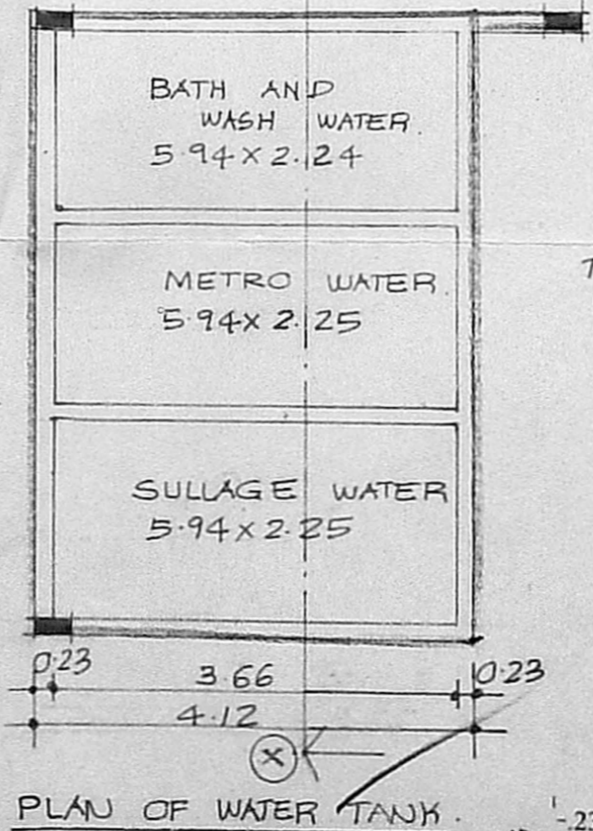 BATH AND
WASH WATER.
5.94 x 2.24
METRO WATER.
5.94 x 2.25
SULLAGE WATER
5.94 x 2.25
0.23 3.66 0.23
4.12
X
PLAN OF WATER TANK.